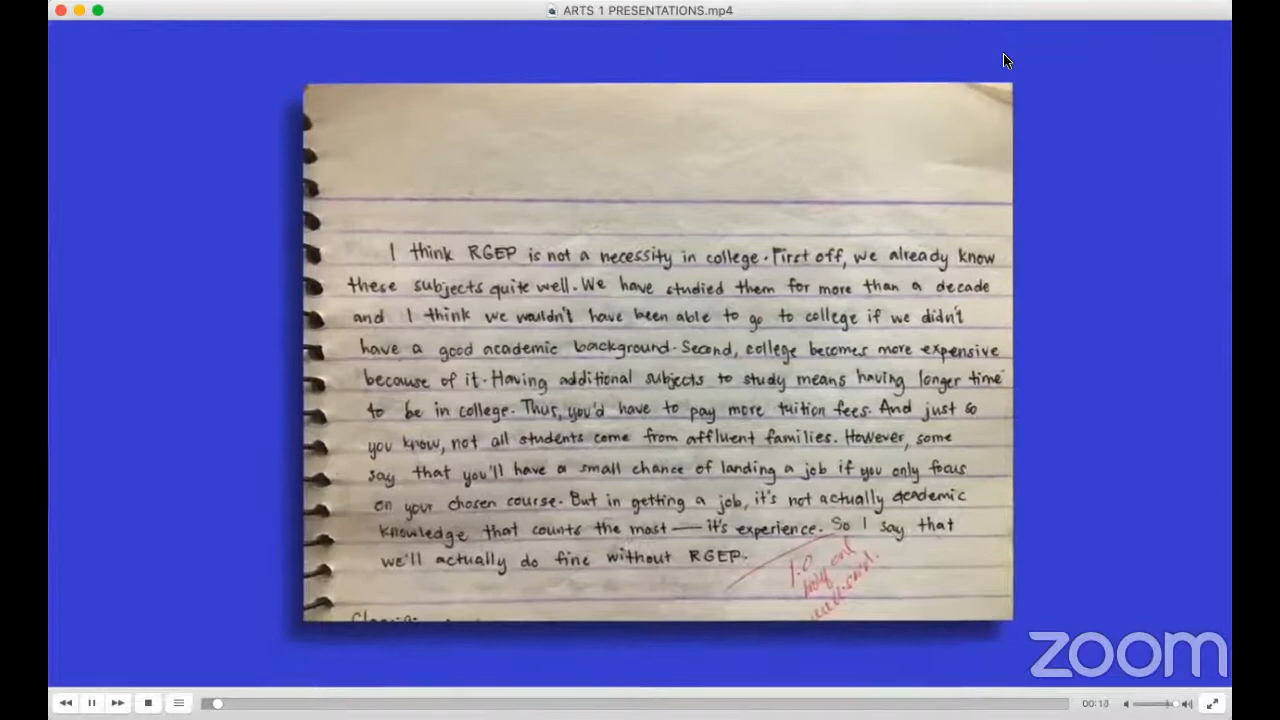 ARTS 1 PRESENTATIONS.mp4
I think RGEP is not a necessity in college. First off, we already know
these subjects quite well. We have studied them for more than a decade
and I think we wouldn't have been able to go to college if we didn't
have a good academic background. Second, college becomes more expensive
because of it. Having additional subjects to study means having longer time
to be in college. Thus, you'd have to pay more tuition fees. And just so
you know, not all students come from affluent families. However, some
say that you'll have a small chance of landing a job if you only focus
on your chosen course. But in getting a job, it's not actually academic
knowledge that counts the most — it's experience. So I say that
we'll actually do fine without RGEP.
1.0
zoom